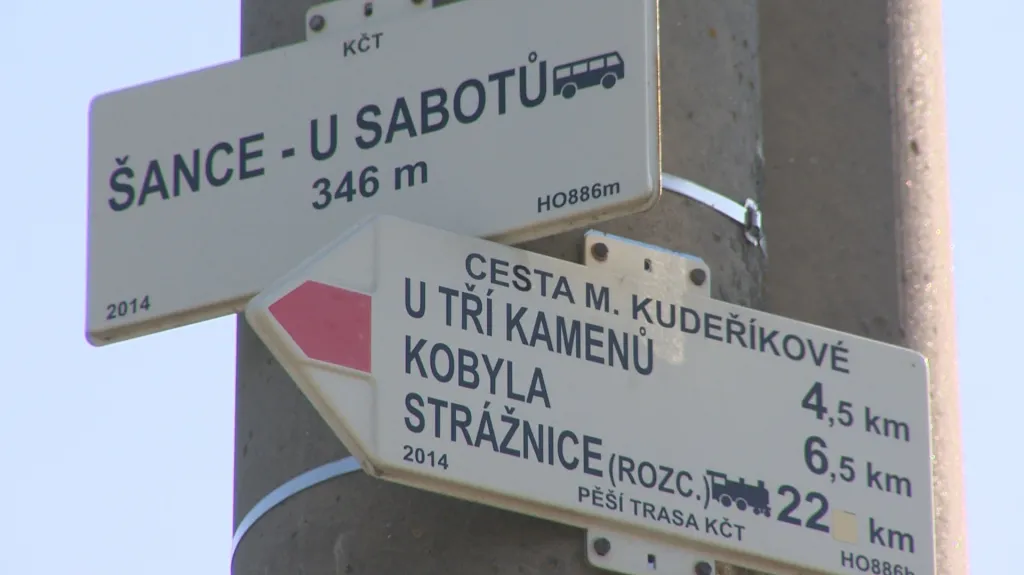 KČT
ŠANCE - U SABOTŮ
346 m
HO886m
2014
CESTA M. KUDEŘÍKOVÉ
U TŘÍ KAMENŮ 4,5 km
KOBYLA 6,5 km
STRÁŽNICE (ROZC.) 22 km
2014 PĚŠÍ TRASA KČT